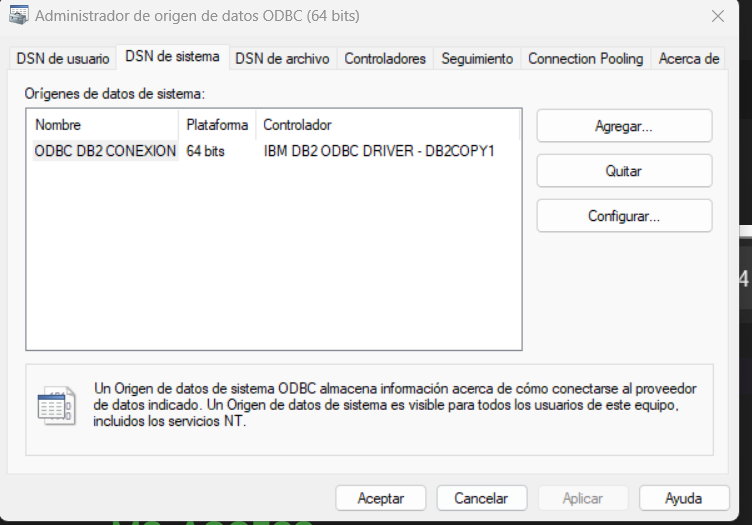 Administrador de origen de datos ODBC (64 bits)
DSN de usuario DSN de sistema DSN de archivo Controladores Seguimiento Connection Pooling Acerca de
Orígenes de datos de sistema:
Nombre Plataforma Controlador
ODBC DB2 CONEXION 64 bits IBM DB2 ODBC DRIVER - DB2COPY1
Agregar...
Quitar
Configurar...
4
Un Origen de datos de sistema ODBC almacena información acerca de cómo conectarse al proveedor
de datos indicado. Un Origen de datos de sistema es visible para todos los usuarios de este equipo,
incluidos los servicios NT.
Aceptar Cancelar Aplicar Ayuda